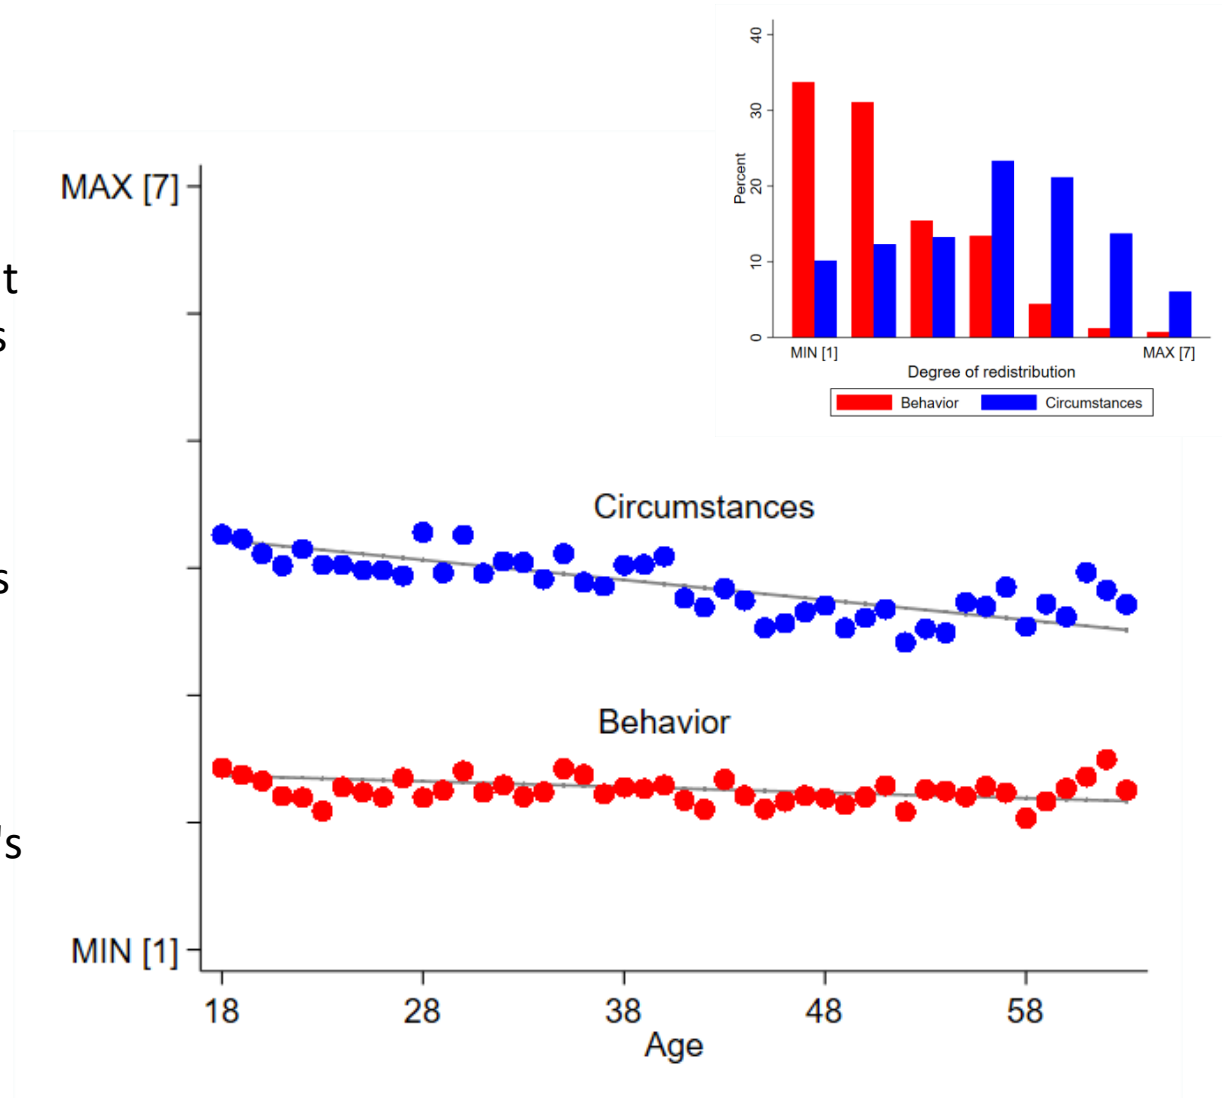 40
30
20
10
0
Percent
MIN [1]
MAX [7]
Degree of redistribution
Behavior
Circumstances
MAX [7]
t
s
Circumstances
s
Behavior
's
MIN [1]
18
28
38
48
58
Age